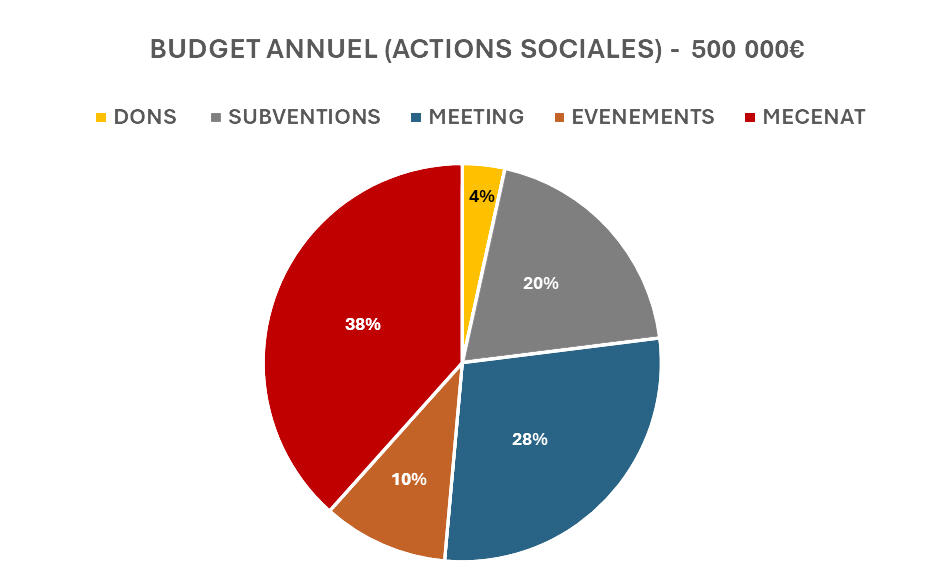 BUDGET ANNUEL (ACTIONS SOCIALES) - 500 000€
DONS SUBVENTIONS MEETING EVENEMENTS MECENAT
4%
20%
38%
28%
10%